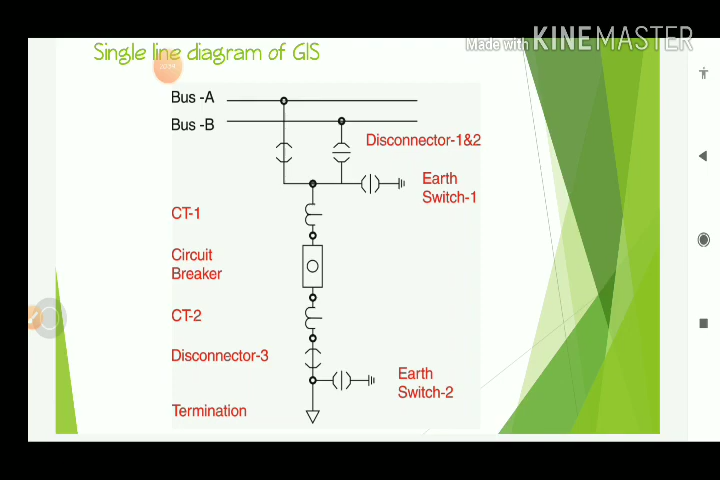 Single line diagram of GIS
Made with KINEMASTER
Bus -A
Bus -B
Disconnector-1&2
Earth
Switch-1
CT-1
Circuit
Breaker
CT-2
Disconnector-3
Earth
Switch-2
Termination